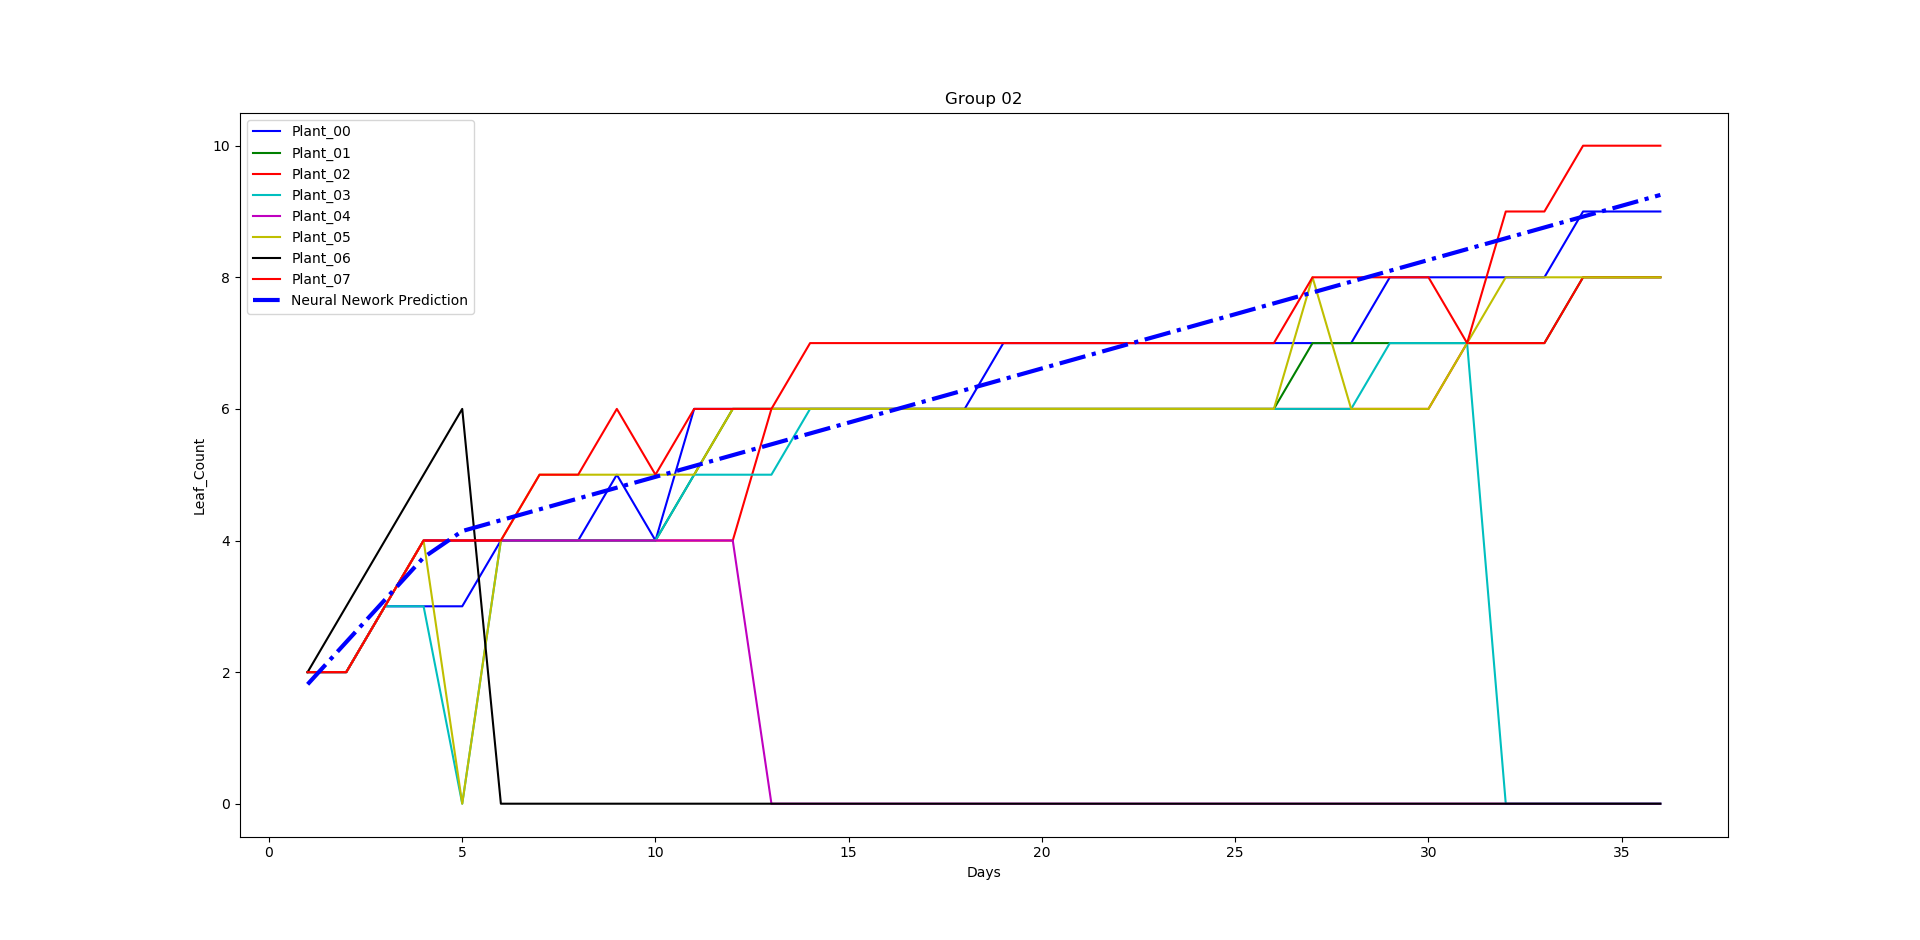 Group 02
Plant_00
Plant_01
Plant_02
Plant_03
Plant_04
Plant_05
Plant_06
Plant_07
Neural Nework Prediction
10
8
6
4
2
0
Leaf_Count
0 5 10 15 20 25 30 35
Days